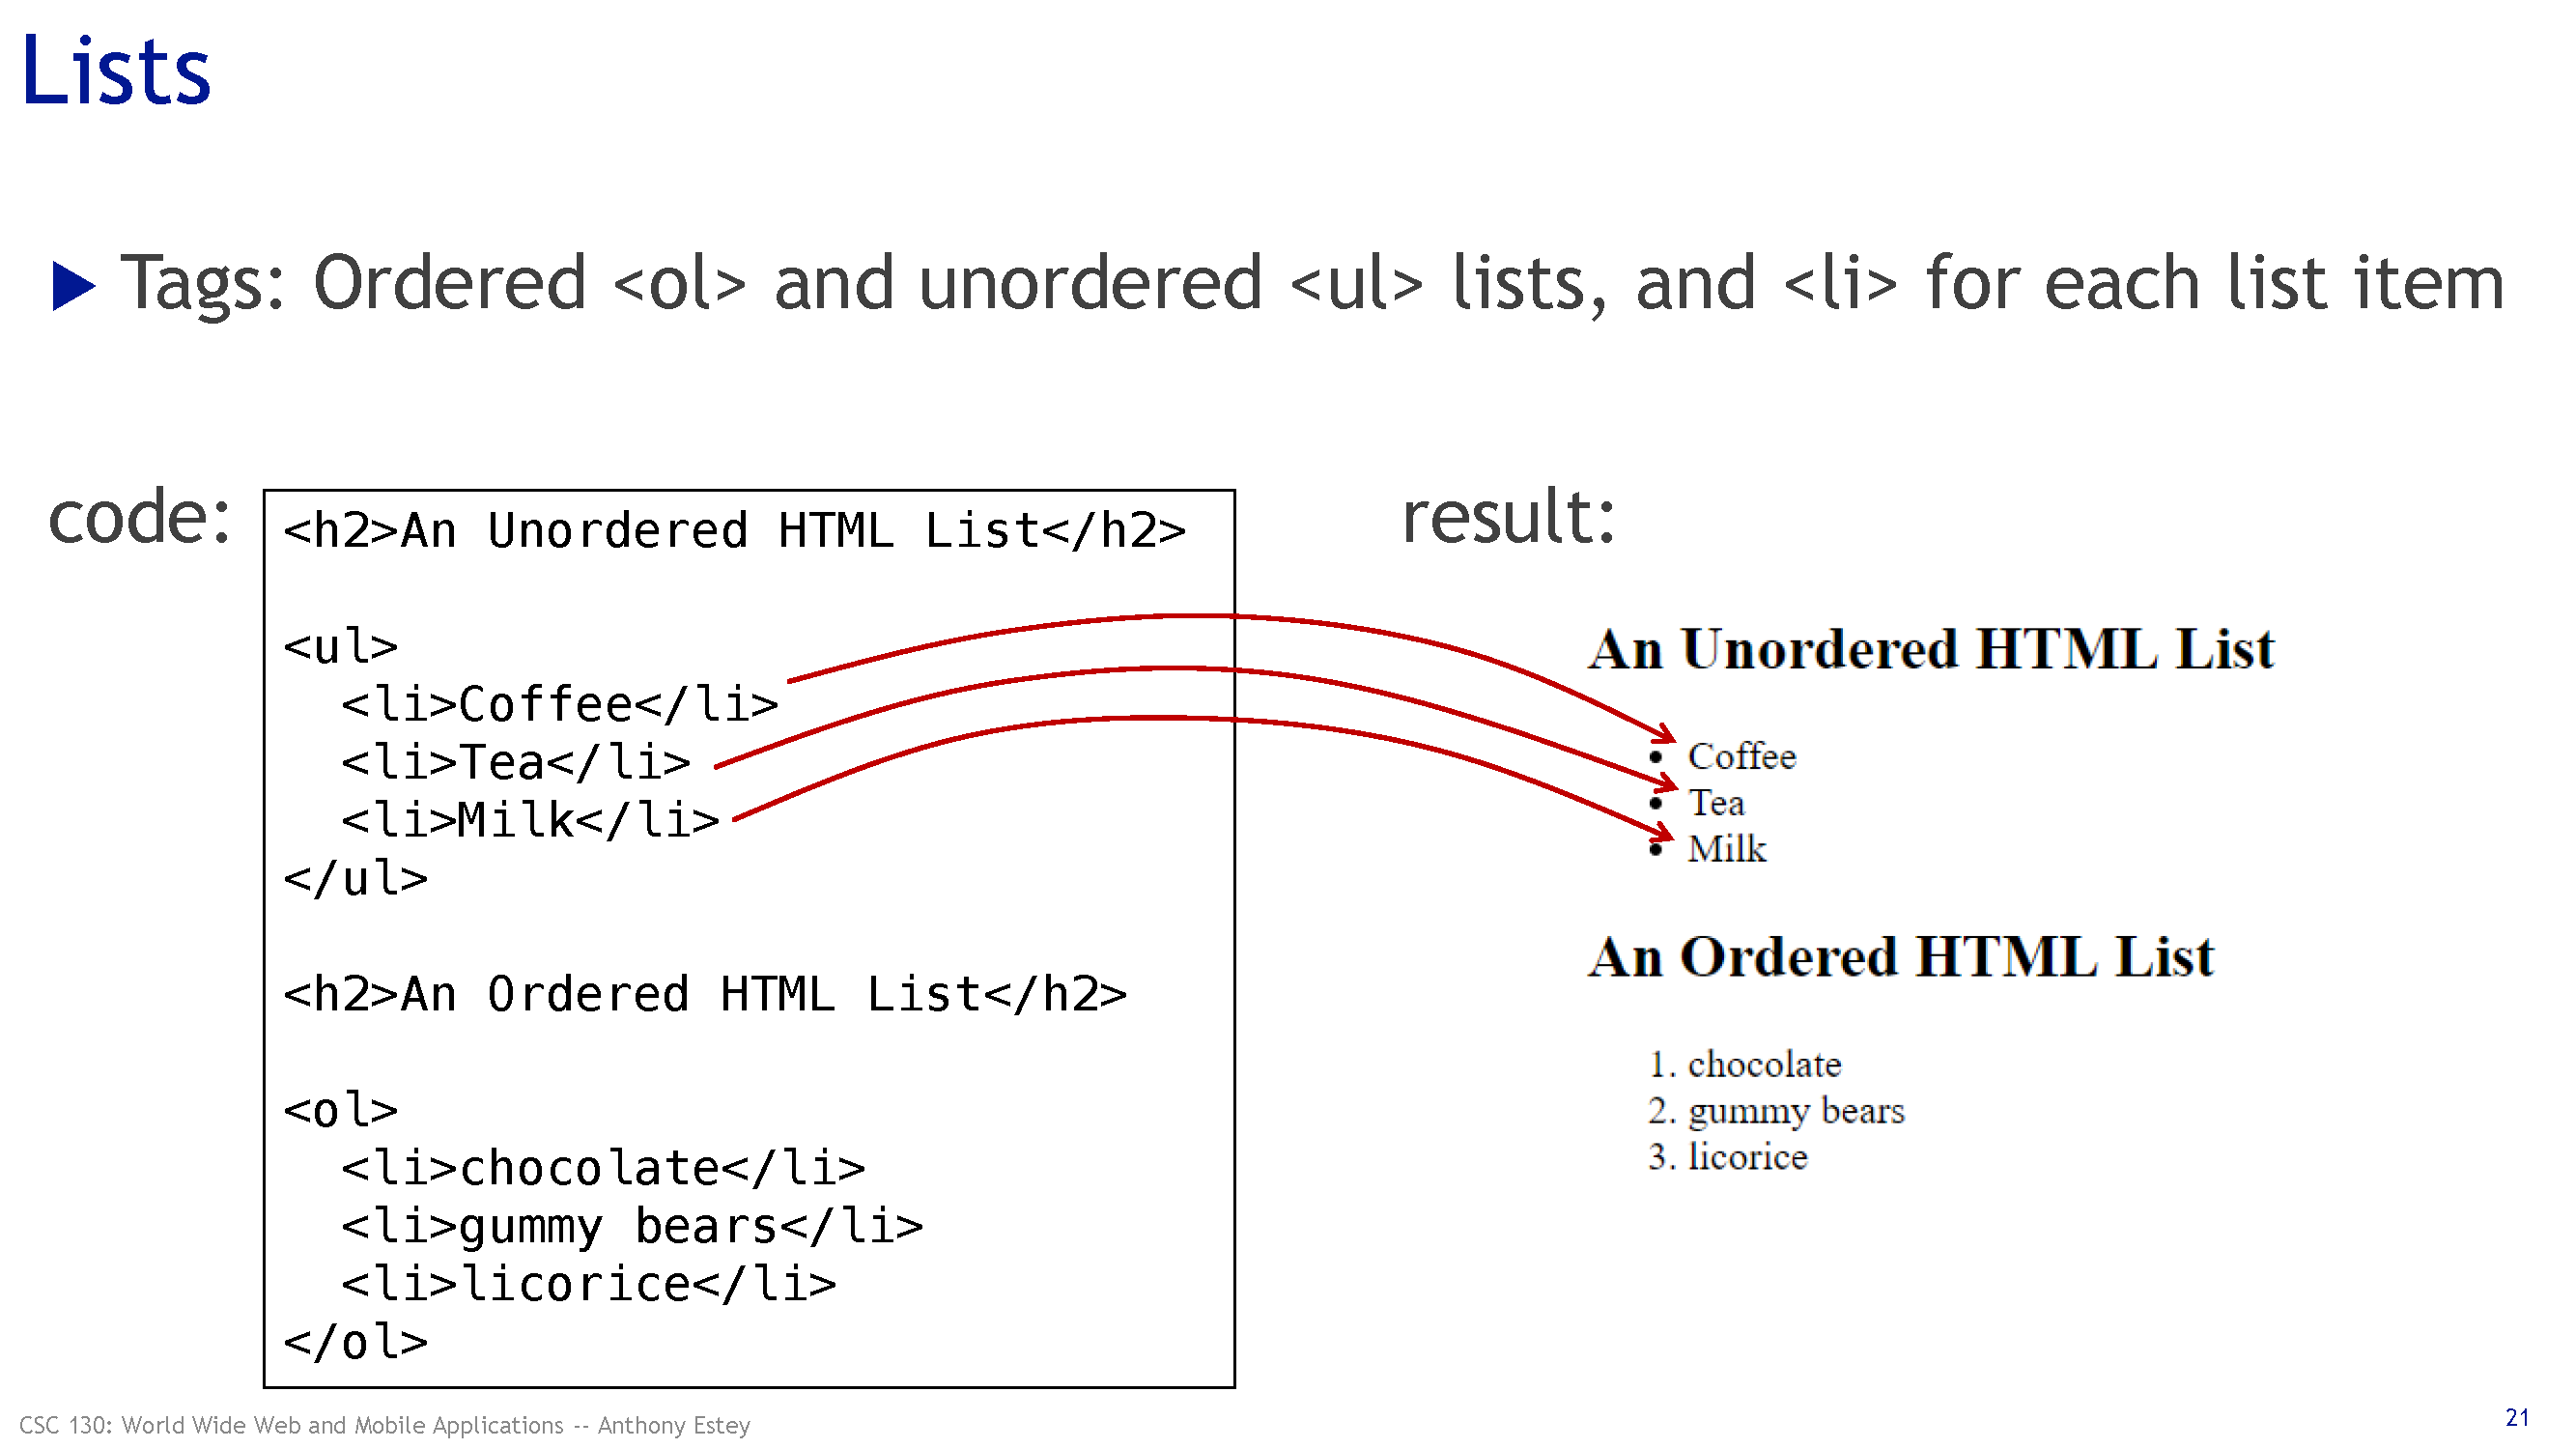 Lists
Tags: Ordered <ol> and unordered <ul> lists, and <li> for each list item
code:
<h2>An Unordered HTML List</h2>
<ul>
<li>Coffee</li>
<li>Tea</li>
<li>Milk</li>
</ul>
<h2>An Ordered HTML List</h2>
<ol>
<li>chocolate</li>
<li>gummy bears</li>
<li>licorice</li>
</ol>
result:
An Unordered HTML List
• Coffee
• Tea
• Milk
An Ordered HTML List
1. chocolate
2. gummy bears
3. licorice
CSC 130: World Wide Web and Mobile Applications -- Anthony Estey
21